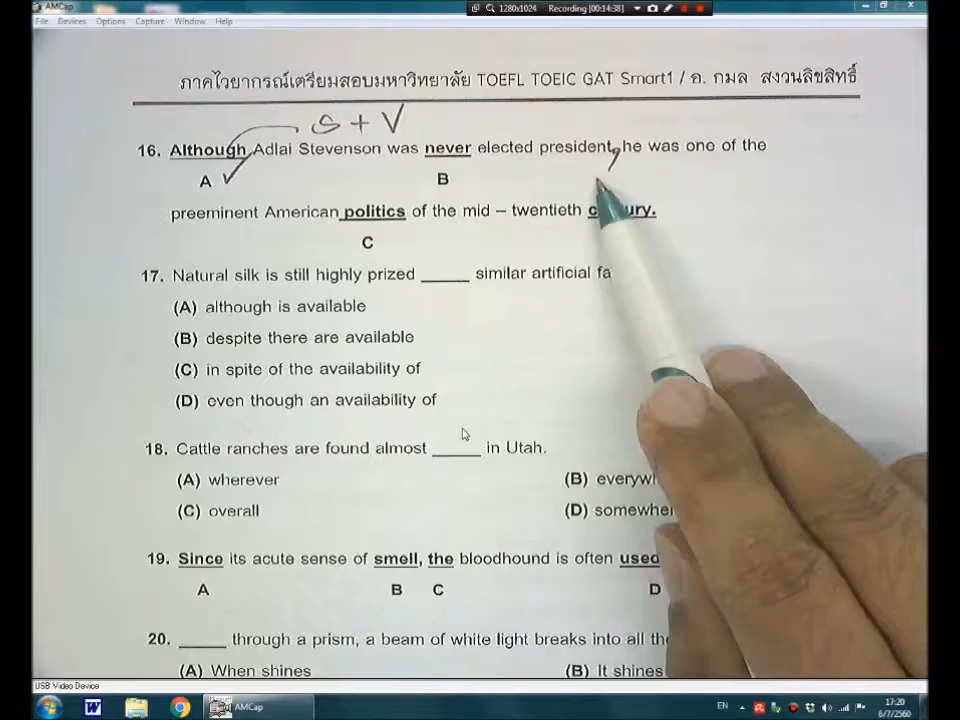 AMCap
1280x1024 Recording [00:14:38]
File Devices Options Capture Window Help
ภาคไวยากรณ์เตรียมสอบมหาวิทยาลัย TOEFL TOEIC GAT Smart1 / อ. กมล สงวนลิขสิทธิ์
S + V
16. Although Adlai Stevenson was never elected president, he was one of the
A ✓ B
preeminent American politics of the mid – twentieth
C
17. Natural silk is still highly prized _____ similar artificial
(A) although is available
(B) despite there are available
(C) in spite of the availability of
(D) even though an availability of
18. Cattle ranches are found almost _____ in Utah.
(A) wherever (B)
(C) overall (D)
19. Since its acute sense of smell, the bloodhound is often used
A B C D
20. _____ through a prism, a beam of white light breaks into all
(A) When shines (B) It shines
USB Video Device
AMCap EN 17:20
6/7/2560